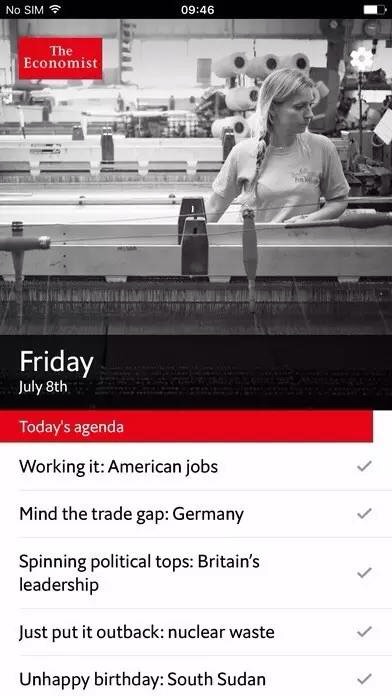 No SIM 09:46
The
Economist
Friday
July 8th
Today's agenda
Working it: American jobs
Mind the trade gap: Germany
Spinning political tops: Britain’s
leadership
Just put it outback: nuclear waste
Unhappy birthday: South Sudan